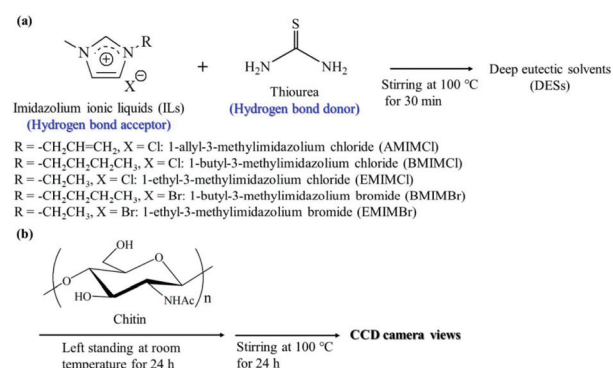 (a)
N
N
R
⊕
X⊖
+
S
H₂N
NH₂
Imidazolium ionic liquids (ILs)
(Hydrogen bond acceptor)
Thiourea
(Hydrogen bond donor)
Stirring at 100 °C
for 30 min
Deep eutectic solvents
(DESs)
R = -CH₂CH=CH₂, X = Cl: 1-allyl-3-methylimidazolium chloride (AMIMCl)
R = -CH₂CH₂CH₂CH₃, X = Cl: 1-butyl-3-methylimidazolium chloride (BMIMCl)
R = -CH₂CH₃, X = Cl: 1-ethyl-3-methylimidazolium chloride (EMIMCl)
R = -CH₂CH₂CH₂CH₃, X = Br: 1-butyl-3-methylimidazolium bromide (BMIMBr)
R = -CH₂CH₃, X = Br: 1-ethyl-3-methylimidazolium bromide (EMIMBr)
(b)
OH
O
O
HO
NHAc
n
Chitin
Left standing at room
temperature for 24 h
Stirring at 100 °C
for 24 h
CCD camera views